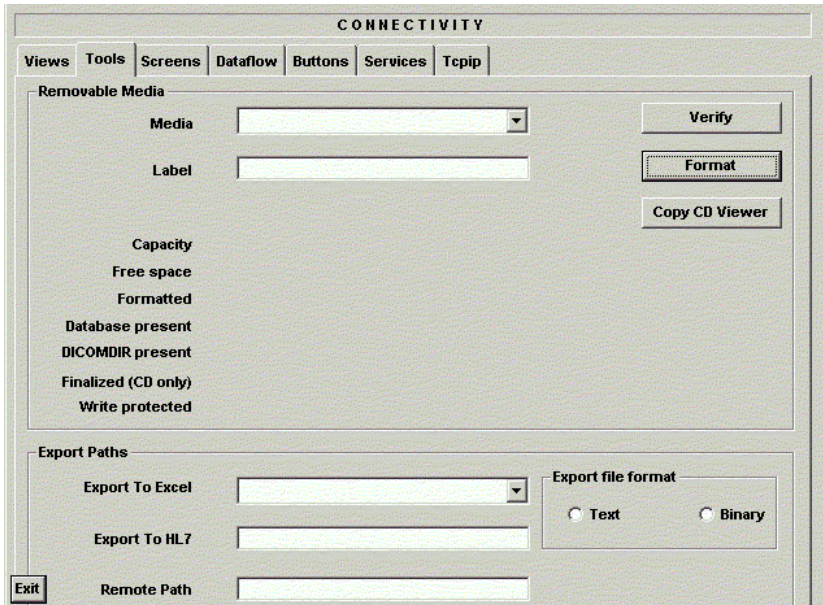 CONNECTIVITY
Views Tools Screens Dataflow Buttons Services Tcpip
Removable Media
Media Verify
Label Format
Copy CD Viewer
Capacity
Free space
Formatted
Database present
DICOMDIR present
Finalized (CD only)
Write protected
Export Paths
Export To Excel Export file format
Text Binary
Export To HL7
Exit Remote Path